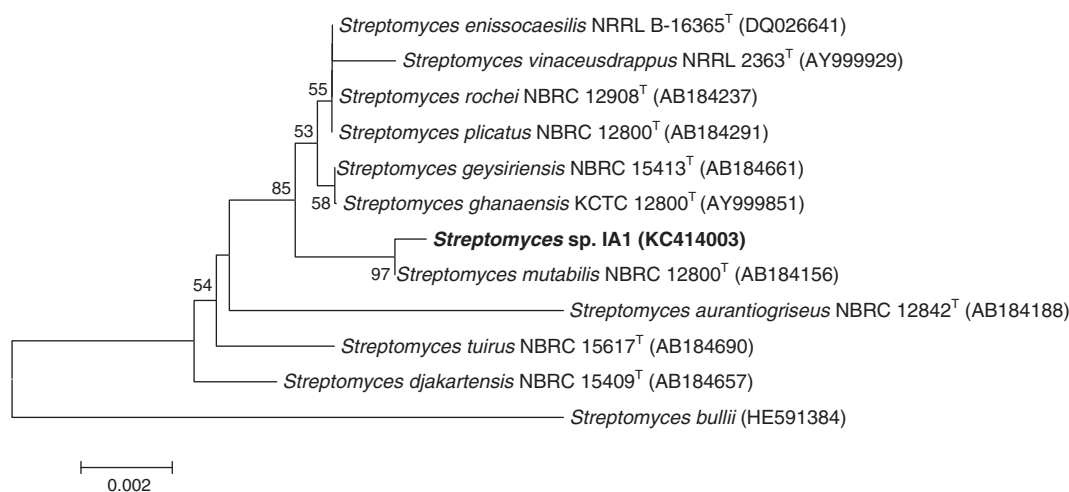 Streptomyces enissocaesilis NRRL B-16365T (DQ026641)
Streptomyces vinaceusdrappus NRRL 2363T (AY999929)
55
Streptomyces rochei NBRC 12908T (AB184237)
53
Streptomyces plicatus NBRC 12800T (AB184291)
Streptomyces geysiriensis NBRC 15413T (AB184661)
85
58
Streptomyces ghanaensis KCTC 12800T (AY999851)
Streptomyces sp. IA1 (KC414003)
97
Streptomyces mutabilis NBRC 12800T (AB184156)
54
Streptomyces aurantiogriseus NBRC 12842T (AB184188)
Streptomyces tuirus NBRC 15617T (AB184690)
Streptomyces djakartensis NBRC 15409T (AB184657)
Streptomyces bullii (HE591384)
0.002